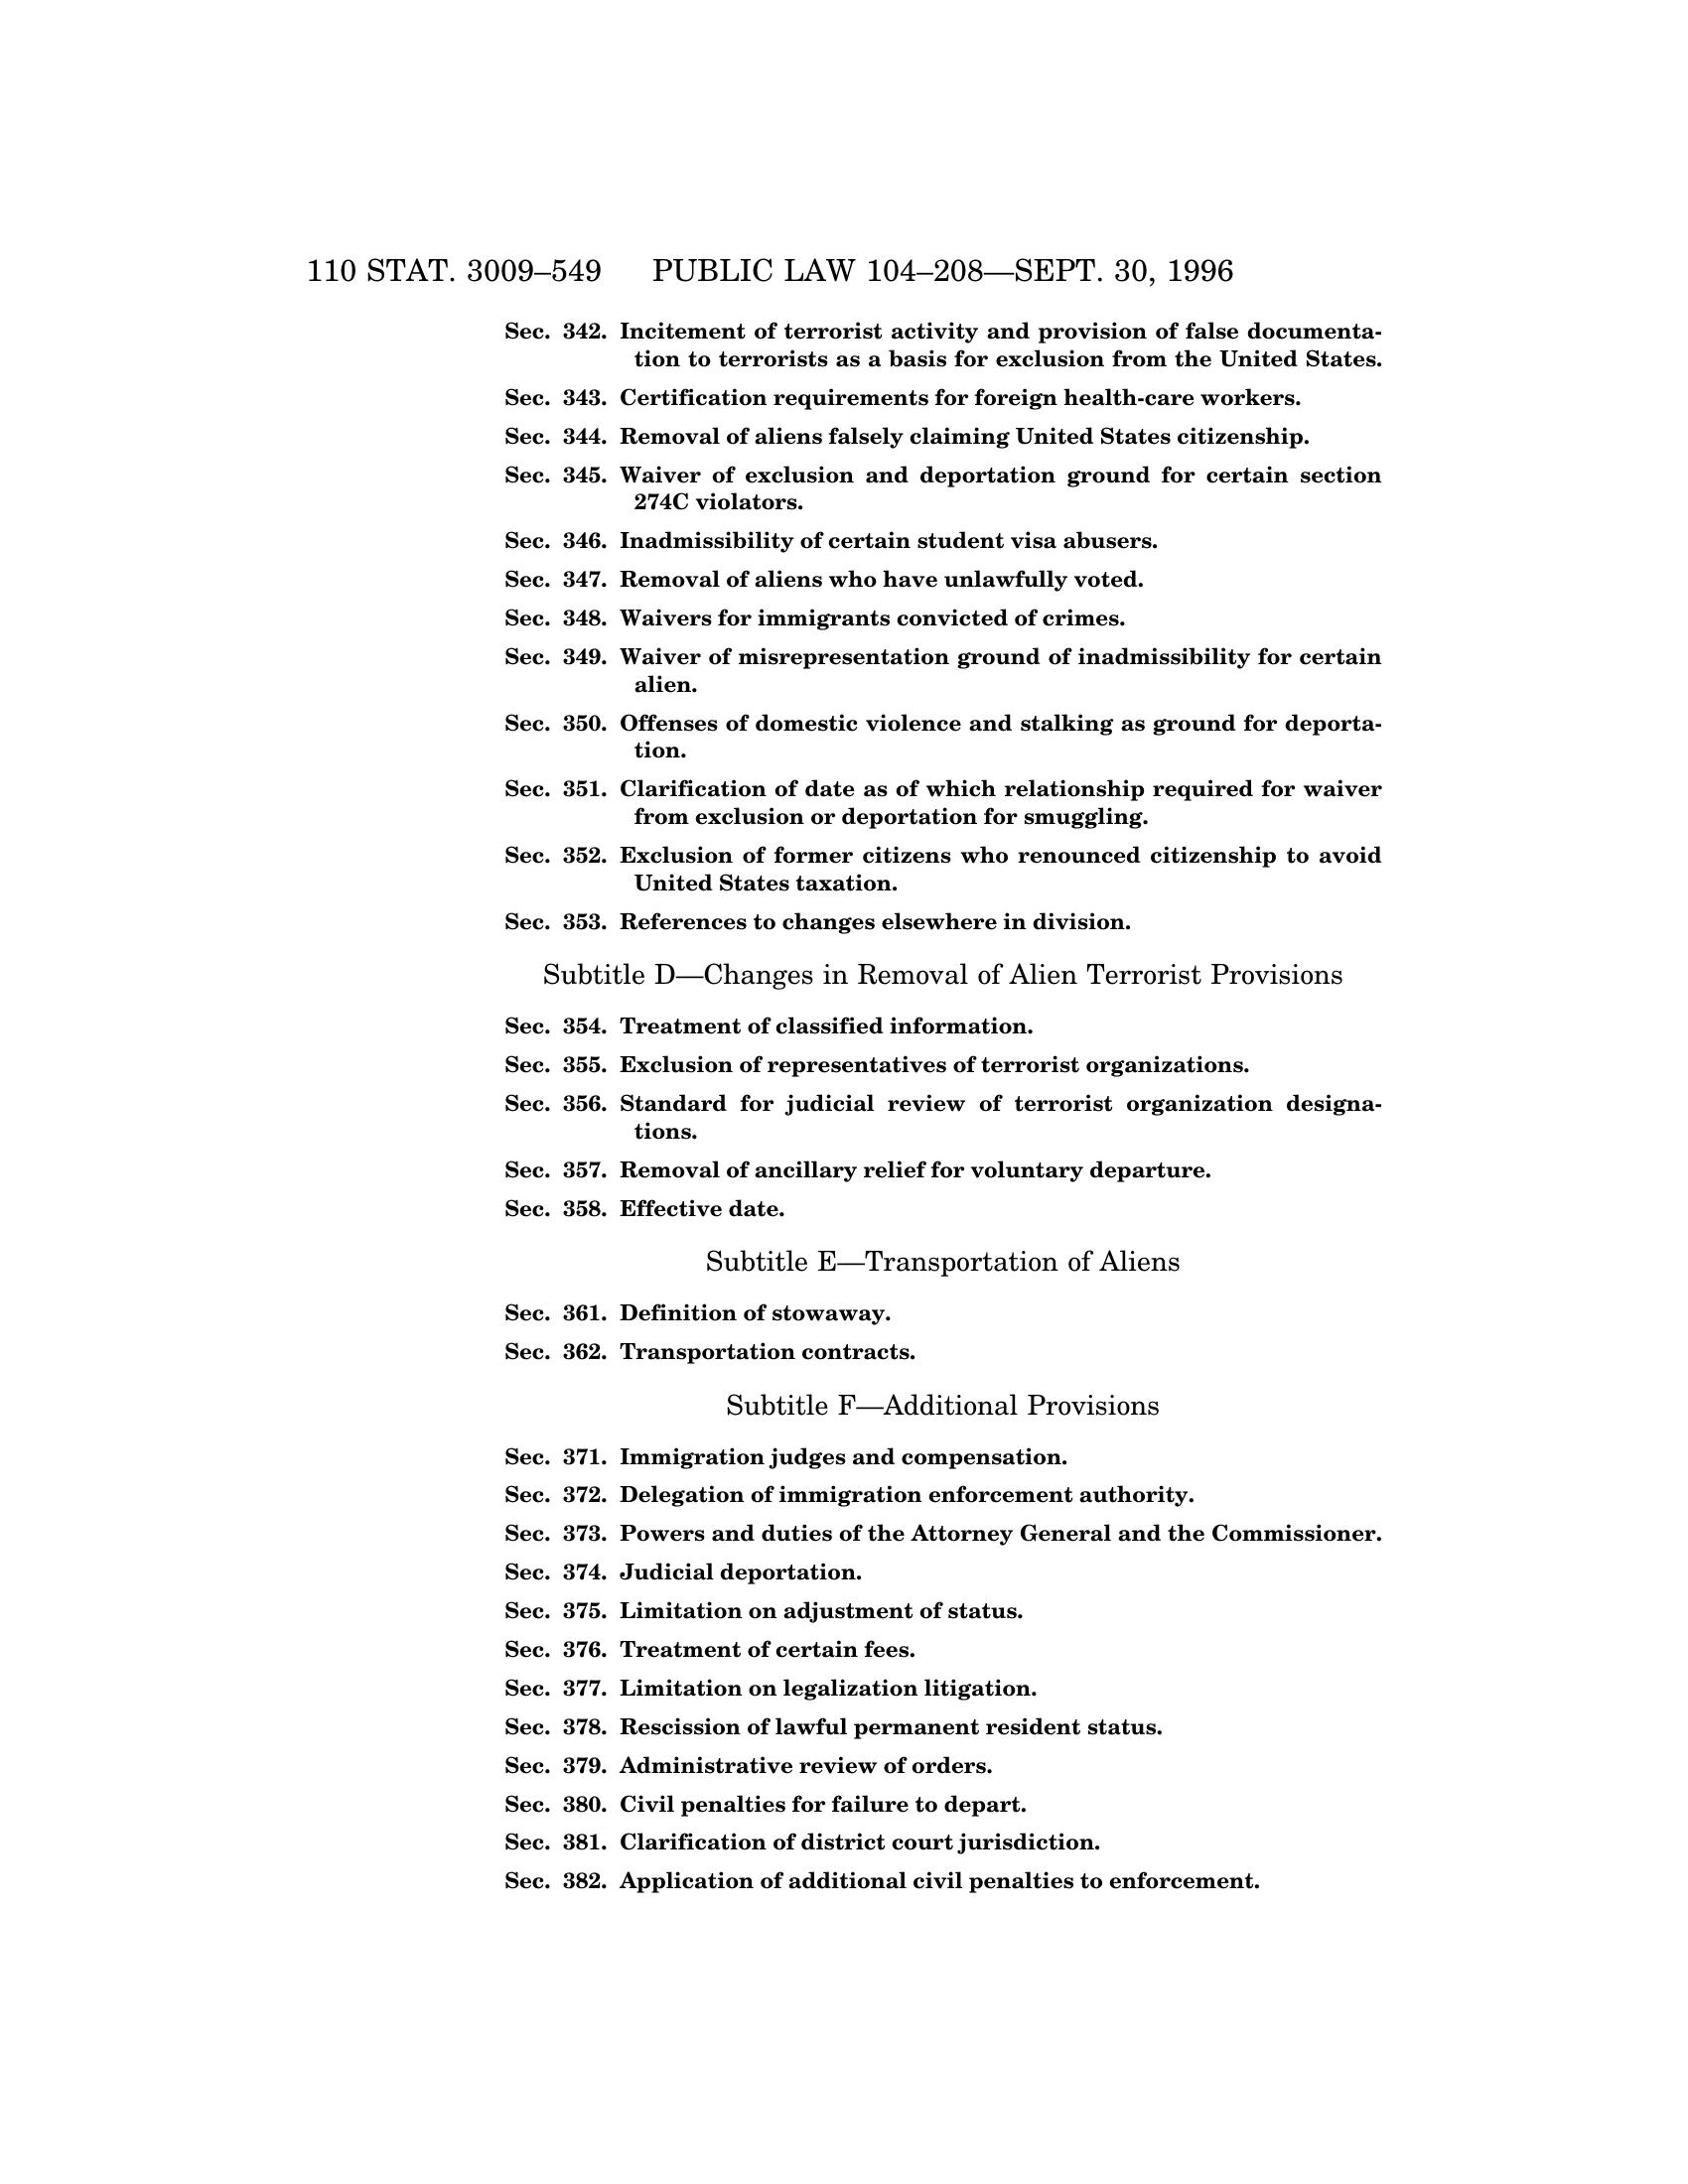 110 STAT. 3009–549 PUBLIC LAW 104–208—SEPT. 30, 1996
Sec. 342. Incitement of terrorist activity and provision of false documenta-
tion to terrorists as a basis for exclusion from the United States.
Sec. 343. Certification requirements for foreign health-care workers.
Sec. 344. Removal of aliens falsely claiming United States citizenship.
Sec. 345. Waiver of exclusion and deportation ground for certain section
274C violators.
Sec. 346. Inadmissibility of certain student visa abusers.
Sec. 347. Removal of aliens who have unlawfully voted.
Sec. 348. Waivers for immigrants convicted of crimes.
Sec. 349. Waiver of misrepresentation ground of inadmissibility for certain
alien.
Sec. 350. Offenses of domestic violence and stalking as ground for deporta-
tion.
Sec. 351. Clarification of date as of which relationship required for waiver
from exclusion or deportation for smuggling.
Sec. 352. Exclusion of former citizens who renounced citizenship to avoid
United States taxation.
Sec. 353. References to changes elsewhere in division.
Subtitle D—Changes in Removal of Alien Terrorist Provisions
Sec. 354. Treatment of classified information.
Sec. 355. Exclusion of representatives of terrorist organizations.
Sec. 356. Standard for judicial review of terrorist organization designa-
tions.
Sec. 357. Removal of ancillary relief for voluntary departure.
Sec. 358. Effective date.
Subtitle E—Transportation of Aliens
Sec. 361. Definition of stowaway.
Sec. 362. Transportation contracts.
Subtitle F—Additional Provisions
Sec. 371. Immigration judges and compensation.
Sec. 372. Delegation of immigration enforcement authority.
Sec. 373. Powers and duties of the Attorney General and the Commissioner.
Sec. 374. Judicial deportation.
Sec. 375. Limitation on adjustment of status.
Sec. 376. Treatment of certain fees.
Sec. 377. Limitation on legalization litigation.
Sec. 378. Rescission of lawful permanent resident status.
Sec. 379. Administrative review of orders.
Sec. 380. Civil penalties for failure to depart.
Sec. 381. Clarification of district court jurisdiction.
Sec. 382. Application of additional civil penalties to enforcement.